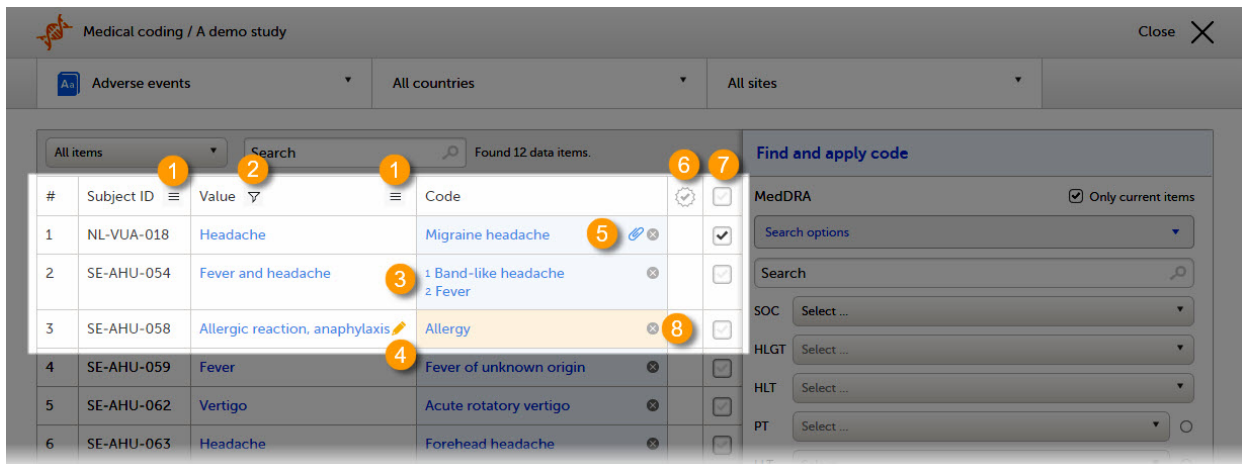 Medical coding / A demo study
Close
Aa
Adverse events
All countries
All sites
All items
Search
Found 12 data items.
Find and apply code
1 2 1 6 7
# Subject ID Value Code
MedDRA
Only current items
1 NL-VUA-018 Headache Migraine headache 5
Search options
2 SE-AHU-054 Fever and headache 3 1 Band-like headache
2 Fever
Search
SOC Select ...
3 SE-AHU-058 Allergic reaction, anaphylaxis Allergy 8
HLGT Select ...
4
4 SE-AHU-059 Fever Fever of unknown origin
HLT Select ...
5 SE-AHU-062 Vertigo Acute rotatory vertigo
PT Select ...
6 SE-AHU-063 Headache Forehead headache